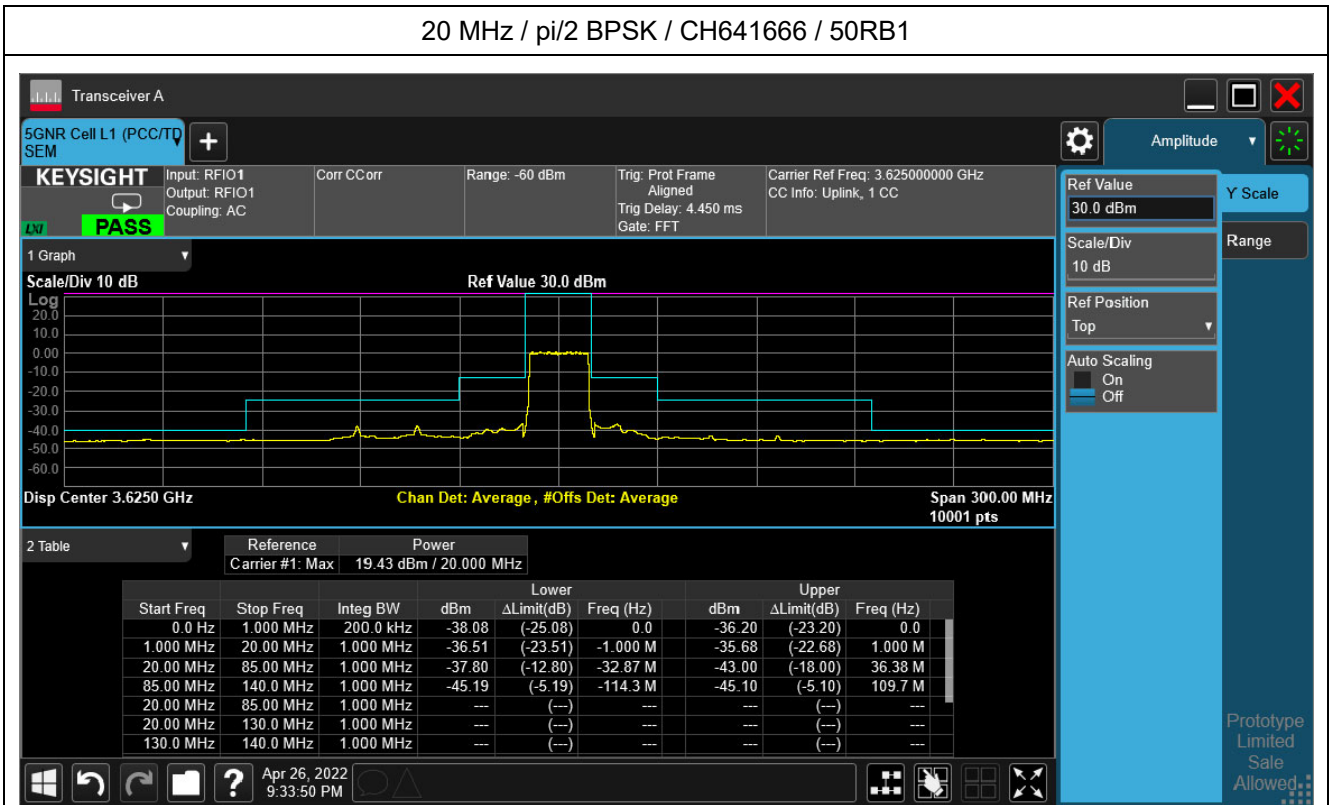 20 MHz / pi/2 BPSK / CH641666 / 50RB1
Transceiver A
5GNR Cell L1 (PCC/TD
SEM
+
Amplitude
KEYSIGHT
LXI
PASS
Input: RFIO1
Output: RFIO1
Coupling: AC
Corr CCorr
Range: -60 dBm
Trig: Prot Frame
Aligned
Trig Delay: 4.450 ms
Gate: FFT
Carrier Ref Freq: 3.625000000 GHz
CC Info: Uplink, 1 CC
Ref Value
30.0 dBm
Scale/Div
10 dB
Ref Position
Top
Auto Scaling
On
Off
Y Scale
Range
1 Graph
Scale/Div 10 dB
Ref Value 30.0 dBm
Log
20.0
10.0
0.00
-10.0
-20.0
-30.0
-40.0
-50.0
-60.0
Disp Center 3.6250 GHz
Chan Det: Average , #Offs Det: Average
Span 300.00 MHz
10001 pts
2 Table
Reference Power
Carrier #1: Max 19.43 dBm / 20.000 MHz
Lower Upper
Start Freq Stop Freq Integ BW dBm ΔLimit(dB) Freq (Hz) dBm ΔLimit(dB) Freq (Hz)
0.0 Hz 1.000 MHz 200.0 kHz -38.08 (-25.08) 0.0 -36.20 (-23.20) 0.0
1.000 MHz 20.00 MHz 1.000 MHz -36.51 (-23.51) -1.000 M -35.68 (-22.68) 1.000 M
20.00 MHz 85.00 MHz 1.000 MHz -37.80 (-12.80) -32.87 M -43.00 (-18.00) 36.38 M
85.00 MHz 140.0 MHz 1.000 MHz -45.19 (-5.19) -114.3 M -45.10 (-5.10) 109.7 M
20.00 MHz 85.00 MHz 1.000 MHz --- (---) --- --- (---) ---
20.00 MHz 130.0 MHz 1.000 MHz --- (---) --- --- (---) ---
130.0 MHz 140.0 MHz 1.000 MHz --- (---) --- --- (---) ---
Prototype
Limited
Sale
Allowed
?
Apr 26, 2022
9:33:50 PM